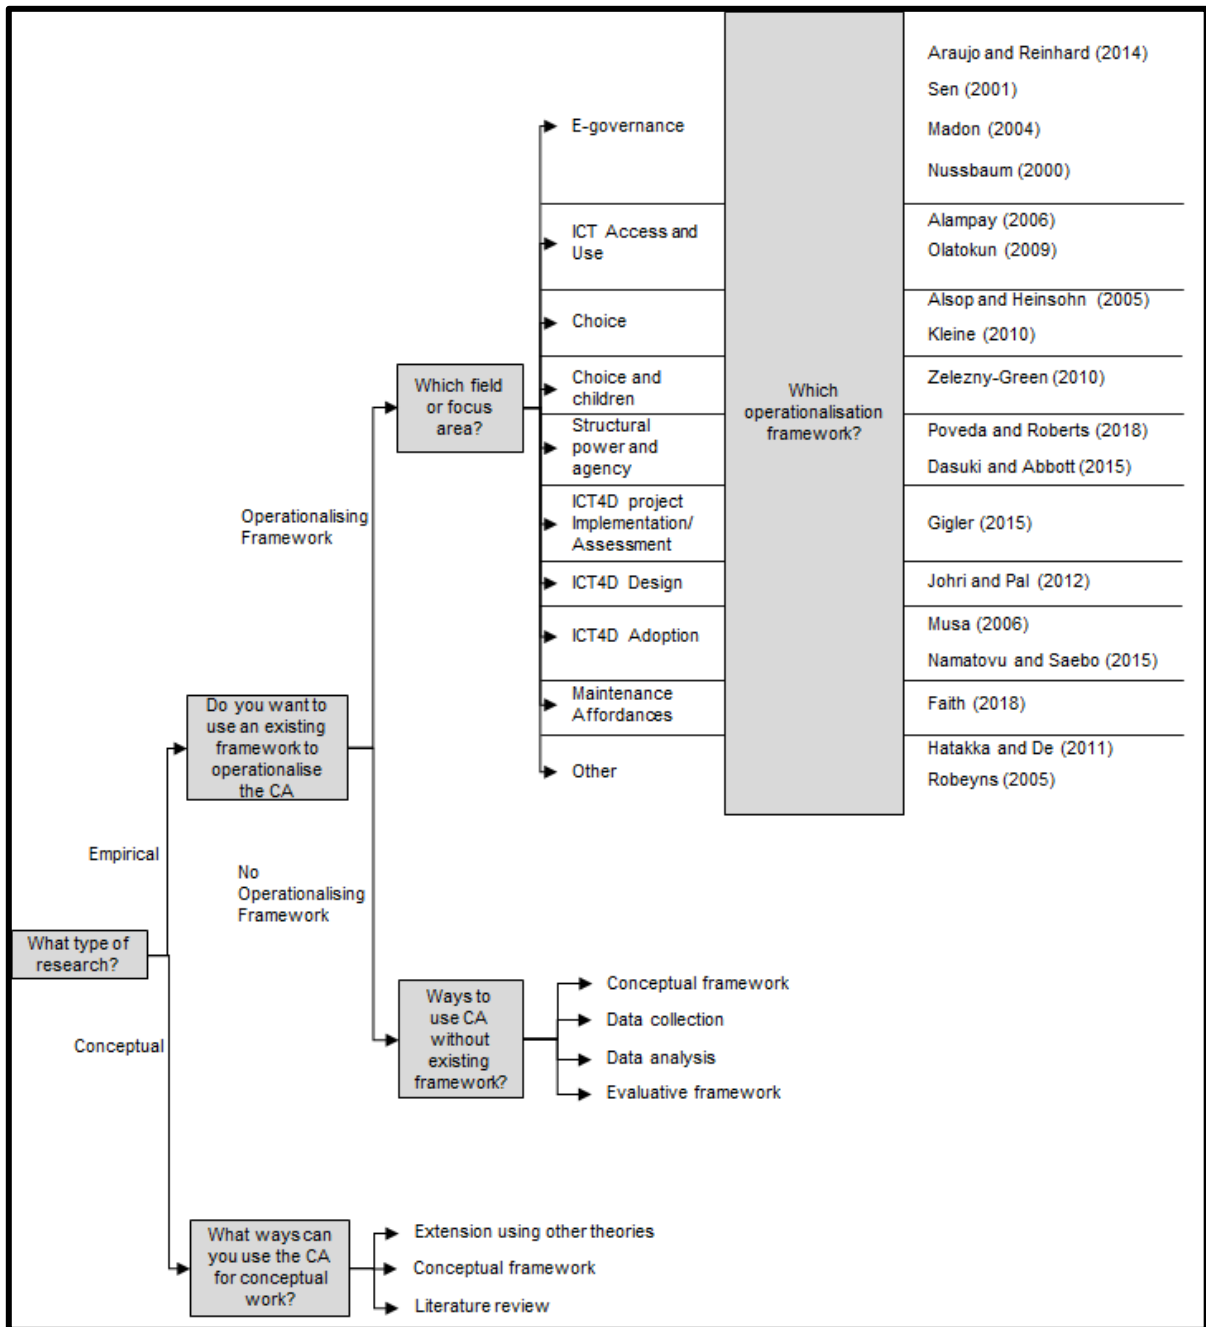 Araujo and Reinhard (2014)
Sen (2001)
E-governance
Madon (2004)
Nussbaum (2000)
ICT Access and
Use
Alampay (2006)
Olatokun (2009)
Choice
Alsop and Heinsohn (2005)
Kleine (2010)
Which field
or focus
area?
Choice and
children
Which
operationalisation
framework?
Zelezny-Green (2010)
Structural
power and
agency
Poveda and Roberts (2018)
Dasuki and Abbott (2015)
Operationalising
Framework
ICT4D project
Implementation/
Assessment
Gigler (2015)
ICT4D Design
Johri and Pal (2012)
ICT4D Adoption
Musa (2006)
Namatovu and Saebo (2015)
Do you want to
use an existing
framework to
operationalise
the CA
Maintenance
Affordances
Faith (2018)
Other
Hatakka and De (2011)
Robeyns (2005)
Empirical
No
Operationalising
Framework
What type of
research?
Ways to
use CA
without
existing
framework?
Conceptual framework
Data collection
Data analysis
Evaluative framework
Conceptual
What ways can
you use the CA
for conceptual
work?
Extension using other theories
Conceptual framework
Literature review